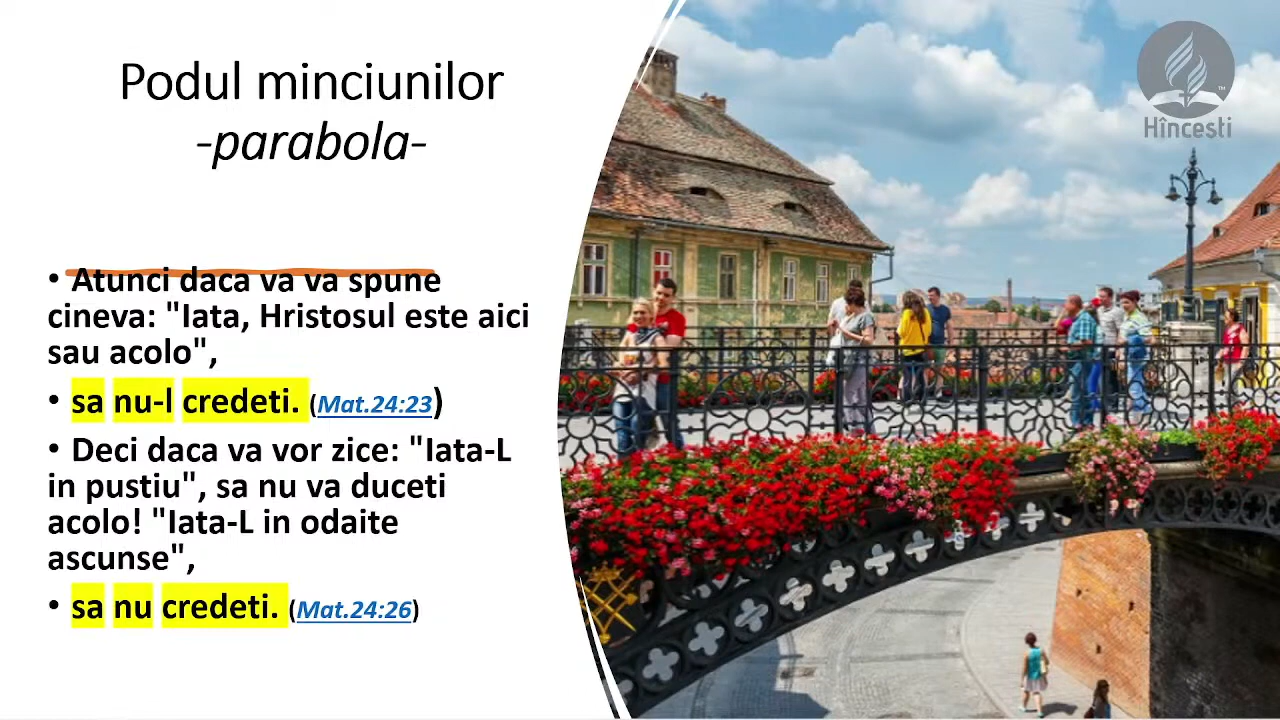 Podul minciunilor
-parabola-
• Atunci daca va va spune
cineva: "Iata, Hristosul este aici
sau acolo",
• sa nu-l credeti. (Mat.24:23)
• Deci daca va vor zice: "Iata-L
in pustiu", sa nu va duceti
acolo! "Iata-L in odaite
ascunse",
• sa nu credeti. (Mat.24:26)
Hîncești